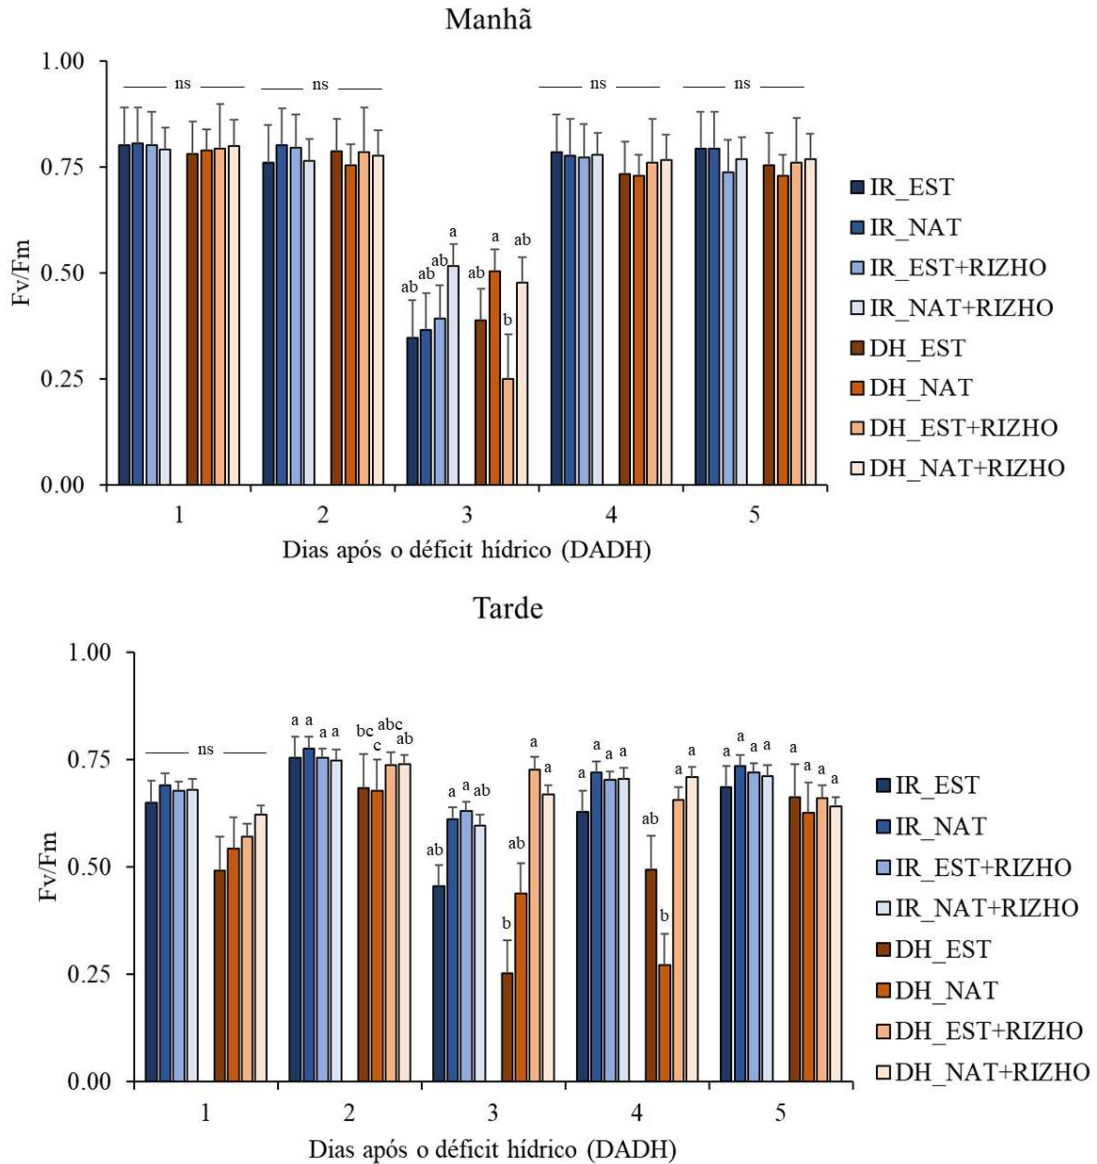 Manhã
1.00
ns
ns
ns
ns
0.75
IR_EST
IR_NAT
IR_EST+RIZHO
IR_NAT+RIZHO
DH_EST
DH_NAT
DH_EST+RIZHO
DH_NAT+RIZHO
Fv/Fm
0.50
ab
ab
ab
a
ab
a
b
ab
0.25
0.00
1 2 3 4 5
Dias após o déficit hídrico (DADH)
Tarde
1.00
ns
a a a a bc c abc ab
0.75
ab a a ab b ab a a
a a a a ab b a a
a a a a a a a a
IR_EST
IR_NAT
IR_EST+RIZHO
IR_NAT+RIZHO
DH_EST
DH_NAT
DH_EST+RIZHO
DH_NAT+RIZHO
Fv/Fm
0.50
0.25
0.00
1 2 3 4 5
Dias após o déficit hídrico (DADH)